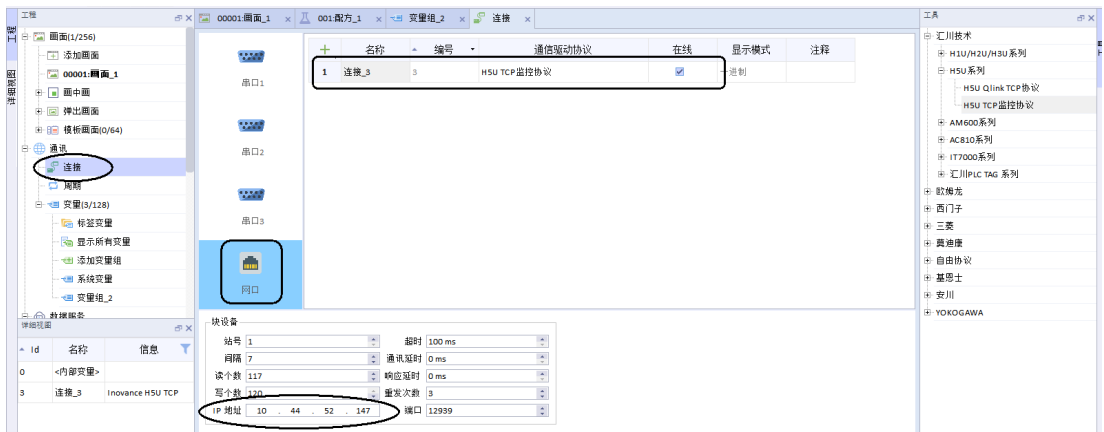 工程
工具
00001:画面_1 × 001:配方_1 × 变量组_2 × 连接 ×
工程
详细视图
画面(1/256)
添加画面
00001:画面_1
画中画
弹出画面
模板画面(0/64)
通讯
连接
周期
变量(3/128)
标签变量
显示所有变量
添加变量组
系统变量
变量组_2
数据服务
详细视图
Id 名称 信息
0 <内部变量>
3 连接_3 Inovance H5U TCP
串口1
串口2
串口3
网口
名称 编号 通信驱动协议 在线 显示模式 注释
1 连接_3 3 H5U TCP监控协议 进制
块设备
站号 1 超时 100 ms
间隔 7 通讯延时 0 ms
读个数 117 响应延时 0 ms
写个数 120 重发次数 3
IP 地址 10 . 44 . 52 . 147 端口 12939
汇川技术
H1U/H2U/H3U系列
H5U系列
H5U Qlink TCP协议
H5U TCP监控协议
AM600系列
AC810系列
IT7000系列
汇川PLC TAG 系列
欧姆龙
西门子
三菱
莫迪康
自由协议
基恩士
安川
YOKOGAWA